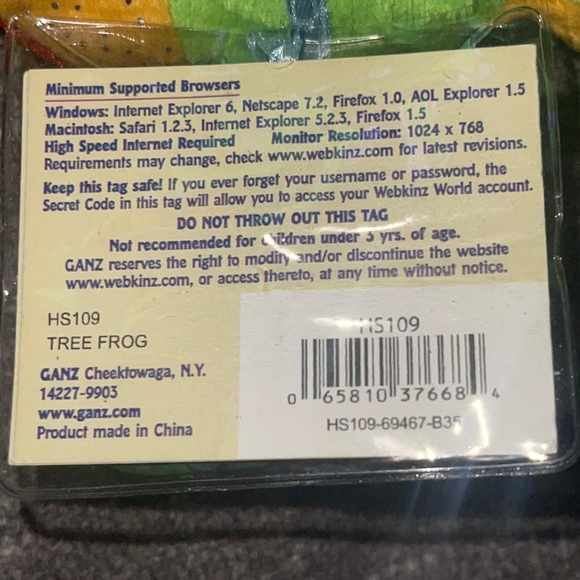 Minimum Supported Browsers
Windows: Internet Explorer 6, Netscape 7.2, Firefox 1.0, AOL Explorer 1.5
Macintosh: Safari 1.2.3, Internet Explorer 5.2.3, Firefox 1.5
High Speed Internet Required Monitor Resolution: 1024 x 768
Requirements may change, check www.webkinz.com for latest revisions.
Keep this tag safe! If you ever forget your username or password, the
Secret Code in this tag will allow you to access your Webkinz World account.
DO NOT THROW OUT THIS TAG
Not recommended for children under 3 yrs. of age.
GANZ reserves the right to modify and/or discontinue the website
www.webkinz.com, or access thereto, at any time without notice.
HS109
TREE FROG
GANZ Cheektowaga, N.Y.
14227-9903
www.ganz.com
Product made in China
HS109
0 65810 37668 4
HS109-69467-B35